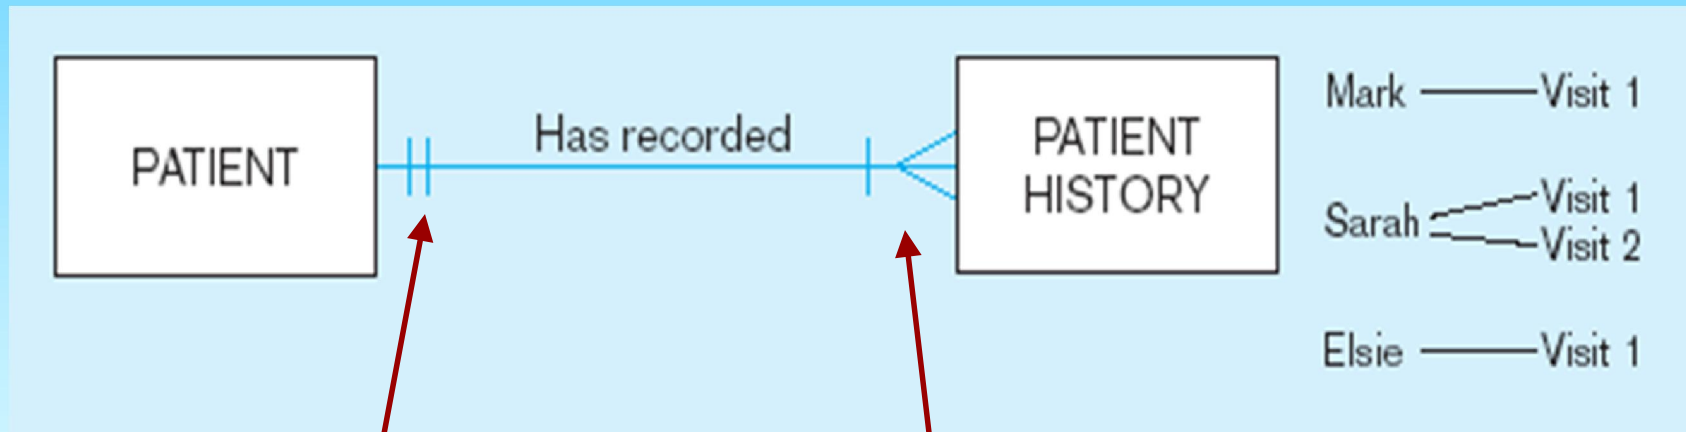 PATIENT
Has recorded
PATIENT
HISTORY
Mark Visit 1
Sarah Visit 1
Visit 2
Elsie Visit 1